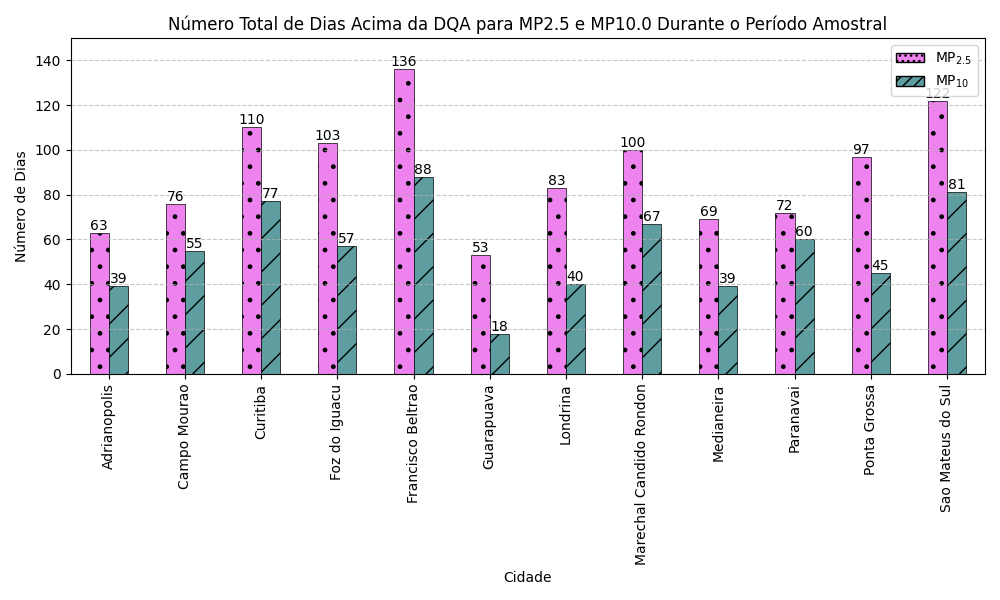 Número Total de Dias Acima da DQA para MP2.5 e MP10.0 Durante o Período Amostral
MP2.5
MP10
Número de Dias
140
120
100
80
60
40
20
0
63
39
76
55
110
77
103
57
136
88
53
18
83
40
100
67
69
39
72
60
97
45
122
81
Adrianopolis
Campo Mourao
Curitiba
Foz do Iguacu
Francisco Beltrao
Guarapuava
Londrina
Marechal Candido Rondon
Medianeira
Paranavai
Ponta Grossa
Sao Mateus do Sul
Cidade